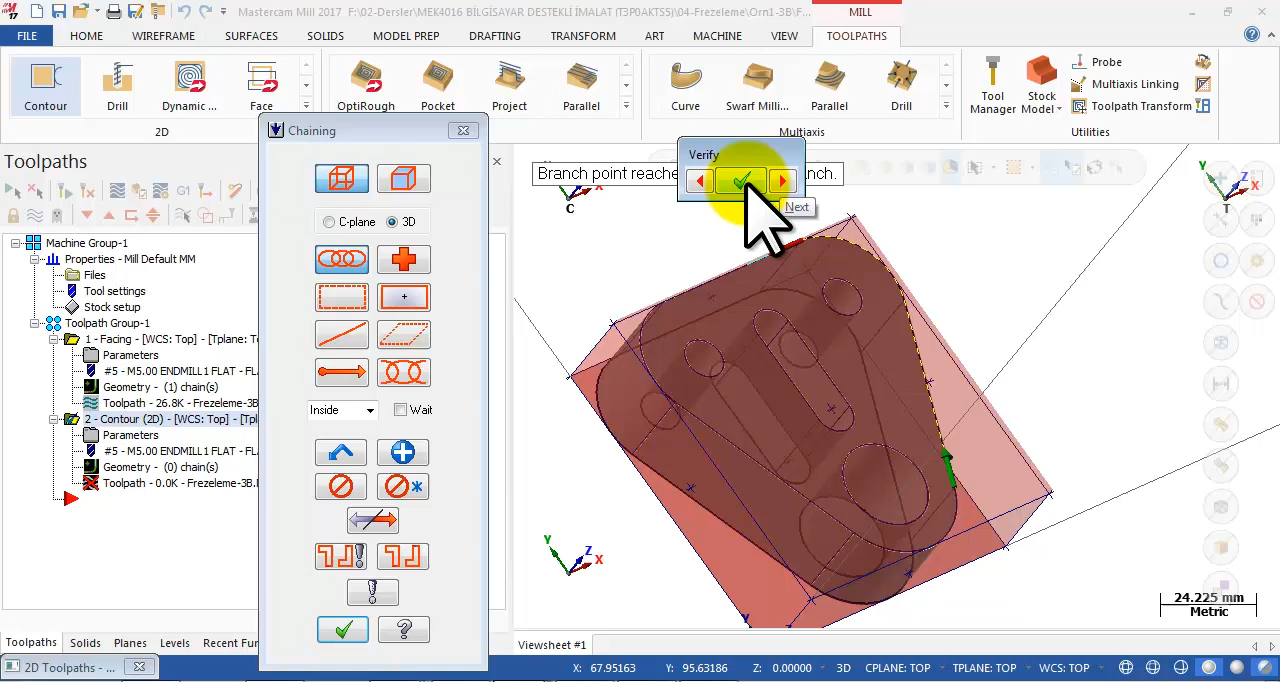 Mastercam Mill 2017 F:\02-Dersler\MEK4016 BİLGİSAYAR DESTEKLİ İMALAT (T3P0AKTS5)\04-Frezeleme\Orn1-3B\F...
MILL
FILE HOME WIREFRAME SURFACES SOLIDS MODEL PREP DRAFTING TRANSFORM ART MACHINE VIEW TOOLPATHS
Contour Drill Dynamic ... Face
OptiRough Pocket Project Parallel
Curve Swarf Milli... Parallel Drill
Tool Manager
Stock Model
Probe
Multiaxis Linking
Toolpath Transform
2D
Multiaxis
Utilities
Chaining
Toolpaths
G1
C-plane 3D
Inside
Wait
Machine Group-1
Properties - Mill Default MM
Files
Tool settings
Stock setup
Toolpath Group-1
1 - Facing - [WCS: Top] - [Tplane: T
Parameters
#5 - M5.00 ENDMILL1 FLAT - FL
Geometry - (1) chain(s)
Toolpath - 26.8K - Frezeleme-3B
2 - Contour (2D) - [WCS: Top] - [Tpl
Parameters
#5 - M5.00 ENDMILL1 FLAT - FL
Geometry - (0) chain(s)
Toolpath - 0.0K - Frezeleme-3B.
Verify
Branch point reache
nch.
Next
X
C
Y Z X
T
Y Z X
Y
24.225 mm
Metric
Toolpaths Solids Planes Levels Recent Fun
Viewsheet #1
2D Toolpaths - ...
X: 67.95163 Y: 95.63186 Z: 0.00000 3D CPLANE: TOP TPLANE: TOP WCS: TOP